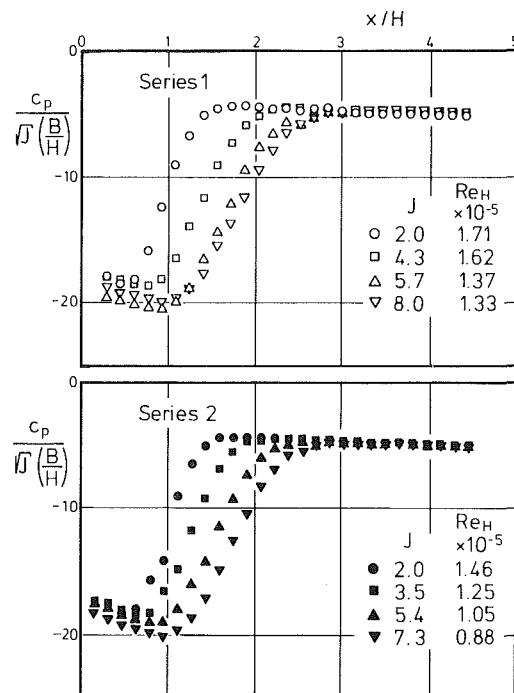 x/H
0 1 2 3 4 5
0
Series 1
c_p / √J (B/H)
-10
J Re_H ×10^-5
○ 2.0 1.71
□ 4.3 1.62
△ 5.7 1.37
▽ 8.0 1.33
-20
0
Series 2
c_p / √J (B/H)
-10
J Re_H ×10^-5
● 2.0 1.46
■ 3.5 1.25
▲ 5.4 1.05
▼ 7.3 0.88
-20